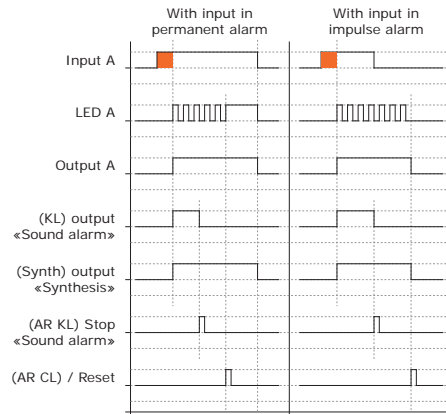 With input in
permanent alarm
With input in
impulse alarm
Input A
LED A
Output A
(KL) output
«Sound alarm»
(Synth) output
«Synthesis»
(AR KL) Stop
«Sound alarm»
(AR CL) / Reset